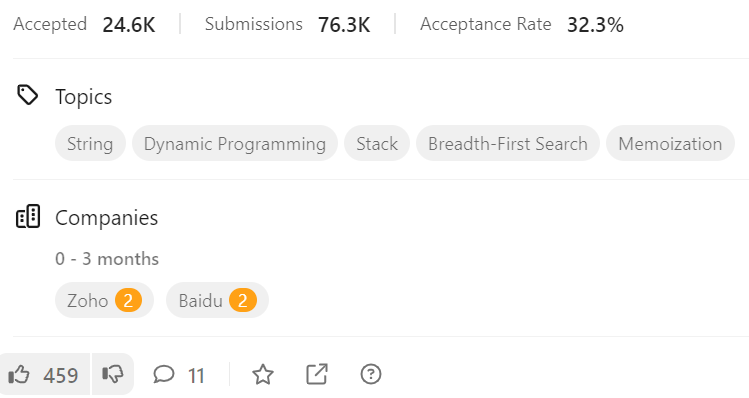 Accepted 24.6K Submissions 76.3K Acceptance Rate 32.3%
Topics
String Dynamic Programming Stack Breadth-First Search Memoization
Companies
0 - 3 months
Zoho 2 Baidu 2
459 11